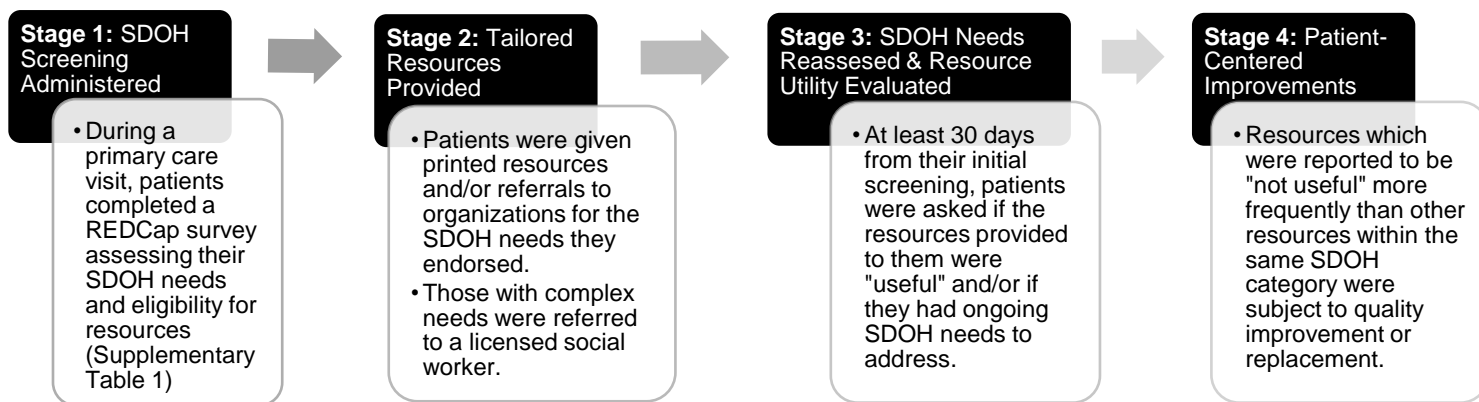 Stage 1: SDOH
Screening
Administered
• During a
primary care
visit, patients
completed a
REDCap survey
assessing their
SDOH needs
and eligibility for
resources
(Supplementary
Table 1)
Stage 2: Tailored
Resources
Provided
• Patients were given
printed resources
and/or referrals to
organizations for the
SDOH needs they
endorsed.
• Those with complex
needs were referred
to a licensed social
worker.
Stage 3: SDOH Needs
Reassesed & Resource
Utility Evaluated
• At least 30 days
from their initial
screening, patients
were asked if the
resources provided
to them were
"useful" and/or if
they had ongoing
SDOH needs to
address.
Stage 4: Patient-
Centered
Improvements
• Resources which
were reported to be
"not useful" more
frequently than other
resources within the
same SDOH
category were
subject to quality
improvement or
replacement.